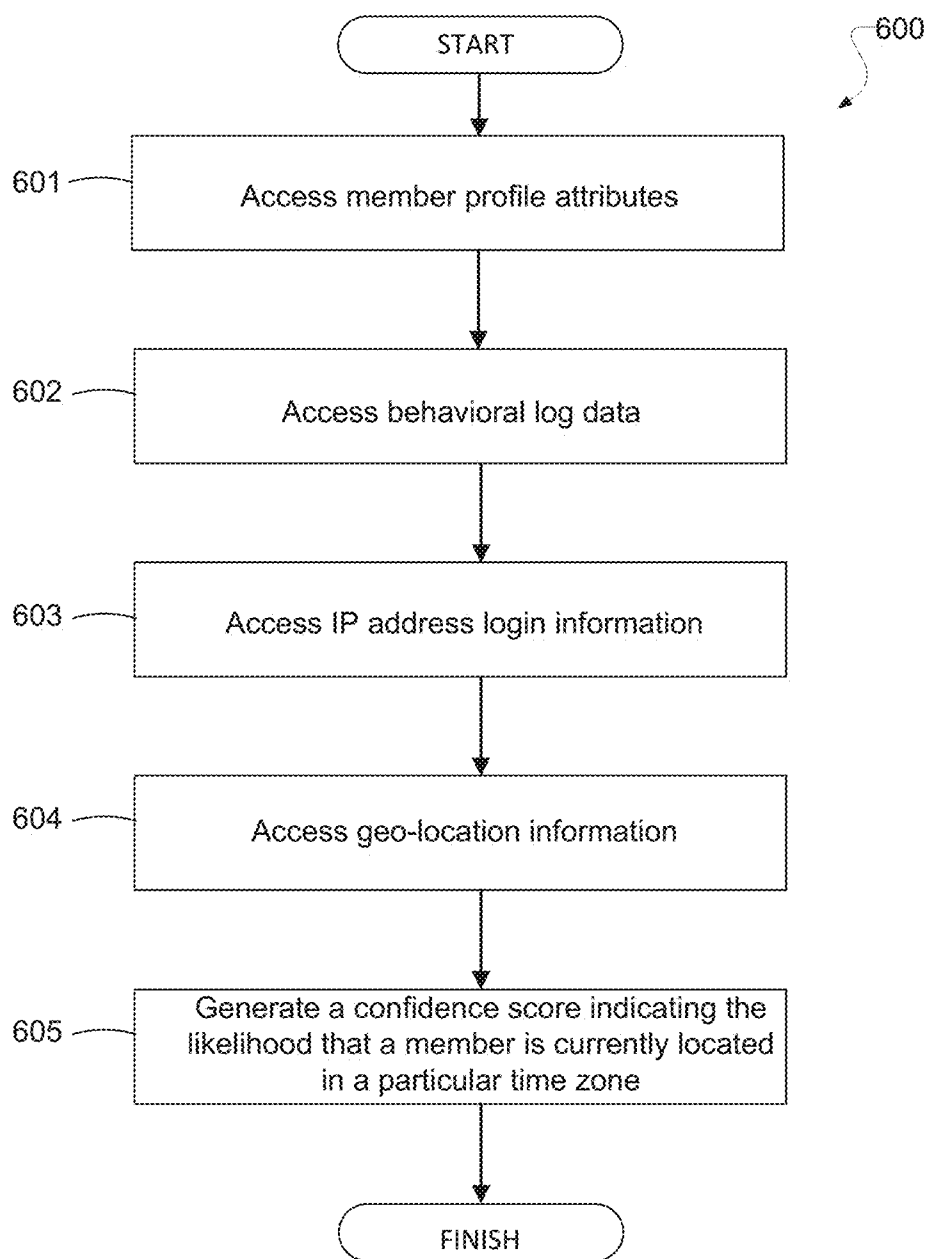 START
600
601
Access member profile attributes
602
Access behavioral log data
603
Access IP address login information
604
Access geo-location information
605
Generate a confidence score indicating the
likelihood that a member is currently located
in a particular time zone
FINISH